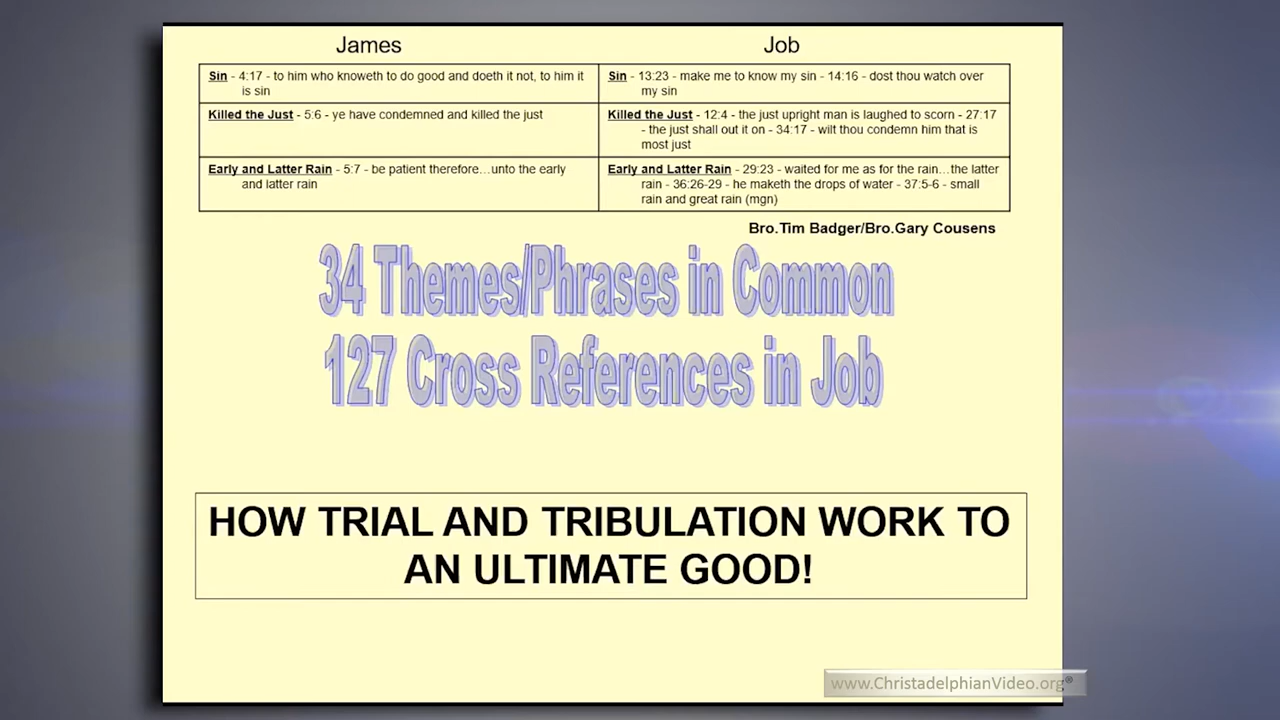 James
Job
Sin - 4:17 - to him who knoweth to do good and doeth it not, to him it
is sin
Sin - 13:23 - make me to know my sin - 14:16 - dost thou watch over
my sin
Killed the Just - 5:6 - ye have condemned and killed the just
Killed the Just - 12:4 - the just upright man is laughed to scorn - 27:17
- the just shall out it on - 34:17 - wilt thou condemn him that is
most just
Early and Latter Rain - 5:7 - be patient therefore…unto the early
and latter rain
Early and Latter Rain - 29:23 - waited for me as for the rain…the latter
rain - 36:26-29 - he maketh the drops of water - 37:5-6 - small
rain and great rain (mgn)
Bro.Tim Badger/Bro.Gary Cousens
34 Themes/Phrases in Common
127 Cross References in Job
HOW TRIAL AND TRIBULATION WORK TO
AN ULTIMATE GOOD!
www.ChristadelphianVideo.org®